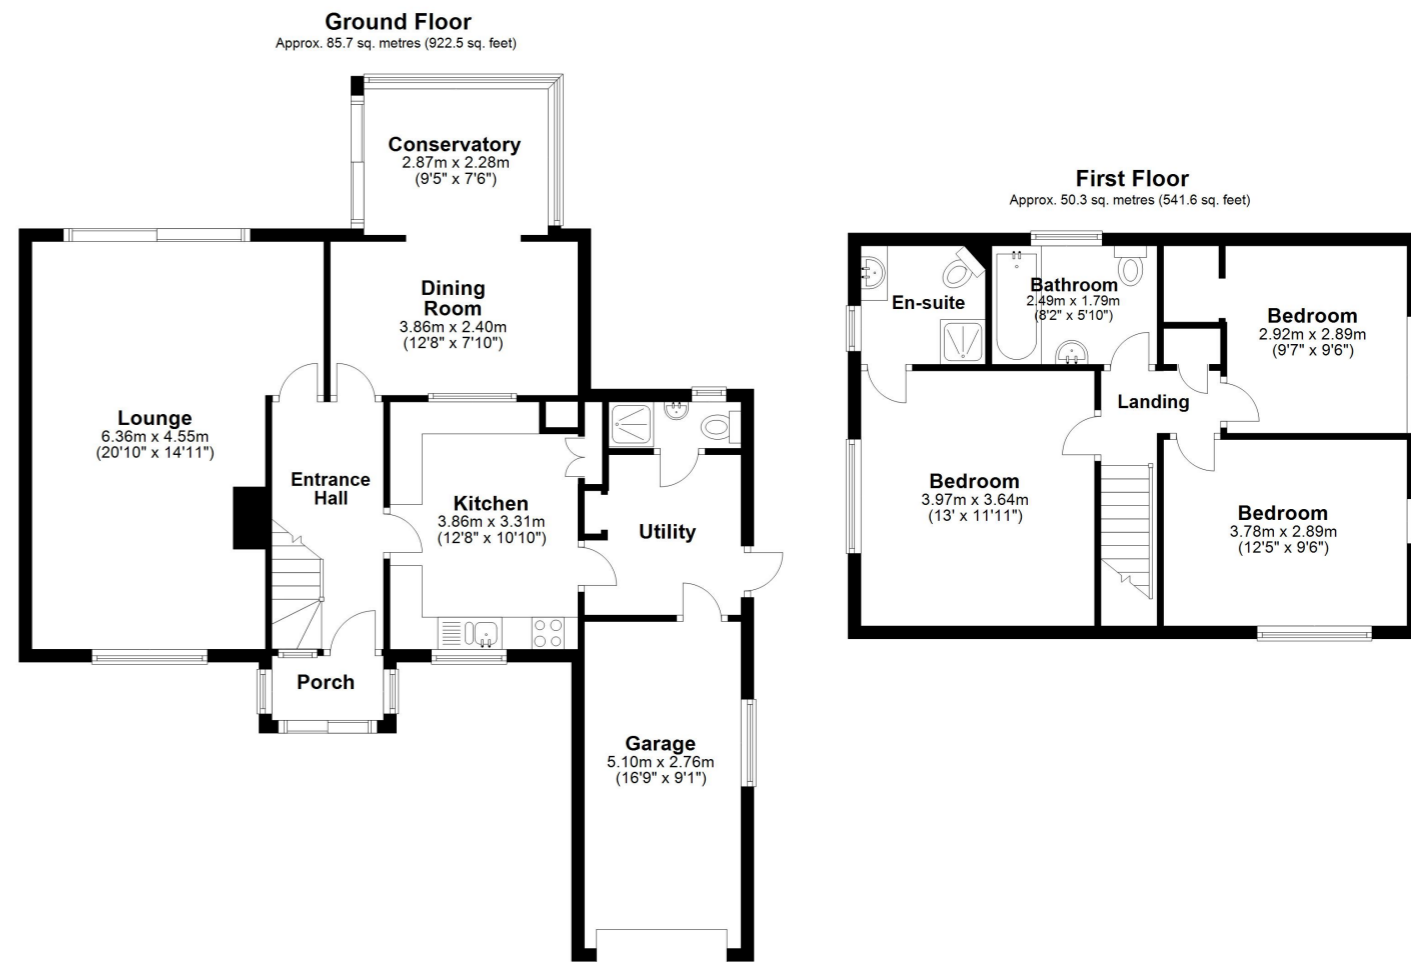 Ground Floor
Approx. 85.7 sq. metres (922.5 sq. feet)
Conservatory
2.87m x 2.28m
(9'5" x 7'6")
Dining
Room
3.86m x 2.40m
(12'8" x 7'10")
Lounge
6.36m x 4.55m
(20'10" x 14'11")
Entrance
Hall
Kitchen
3.86m x 3.31m
(12'8" x 10'10")
Utility
Porch
Garage
5.10m x 2.76m
(16'9" x 9'1")
First Floor
Approx. 50.3 sq. metres (541.6 sq. feet)
En-suite
Bathroom
2.49m x 1.79m
(8'2" x 5'10")
Bedroom
2.92m x 2.89m
(9'7" x 9'6")
Landing
Bedroom
3.97m x 3.64m
(13' x 11'11")
Bedroom
3.78m x 2.89m
(12'5" x 9'6")